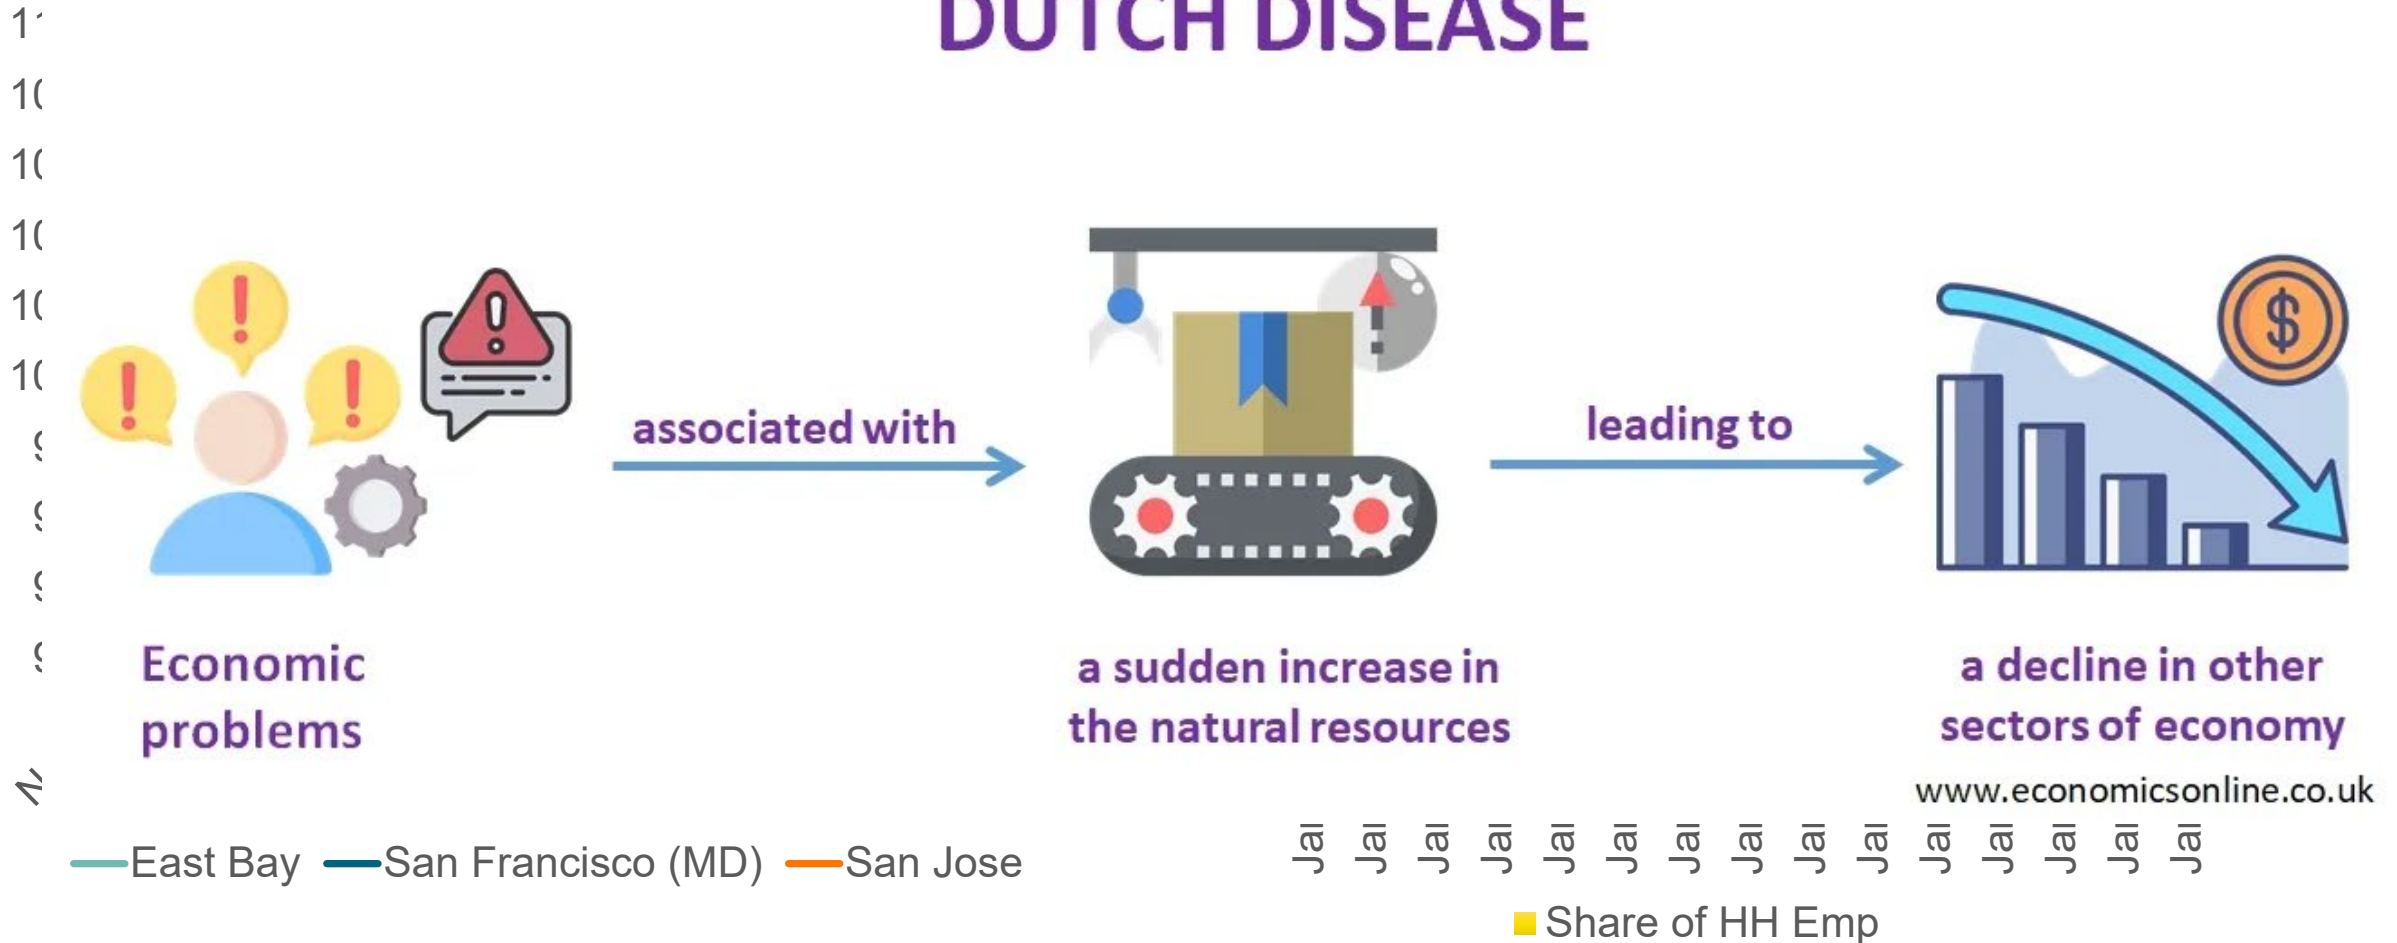 DUTCH DISEASE
associated with
leading to
Economic
problems
a sudden increase in
the natural resources
a decline in other
sectors of economy
www.economicsonline.co.uk
East Bay San Francisco (MD) San Jose
Share of HH Emp